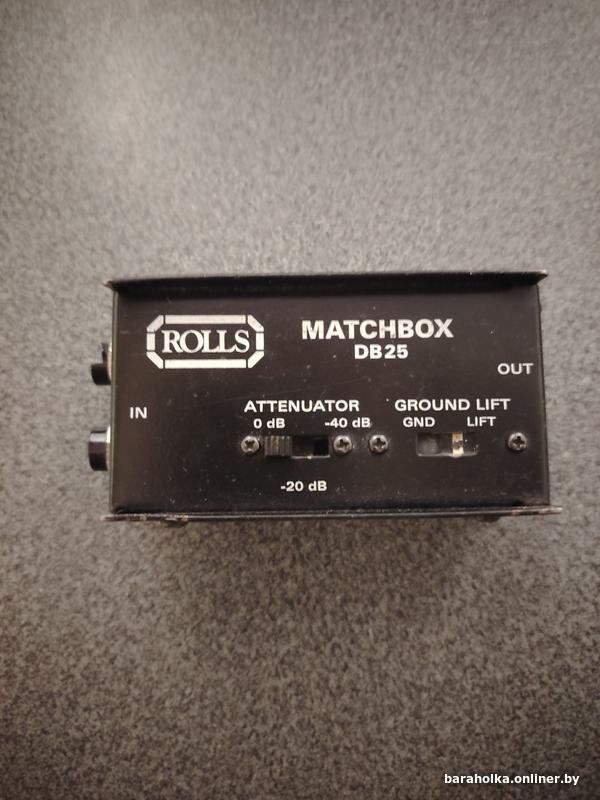 ROLLS
MATCHBOX
DB25
OUT
IN
ATTENUATOR
GROUND LIFT
0 dB -40 dB
GND LIFT
-20 dB
baraholka.onliner.by